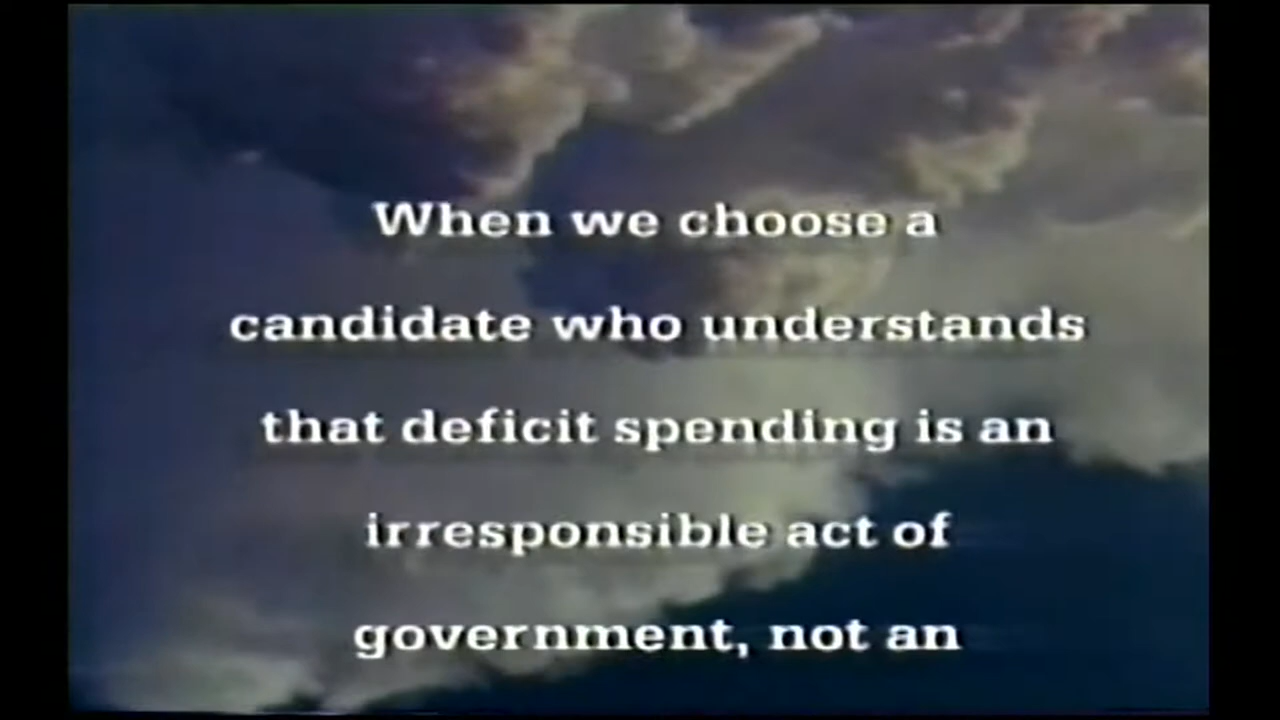 When we choose a
candidate who understands
that deficit spending is an
irresponsible act of
government, not an